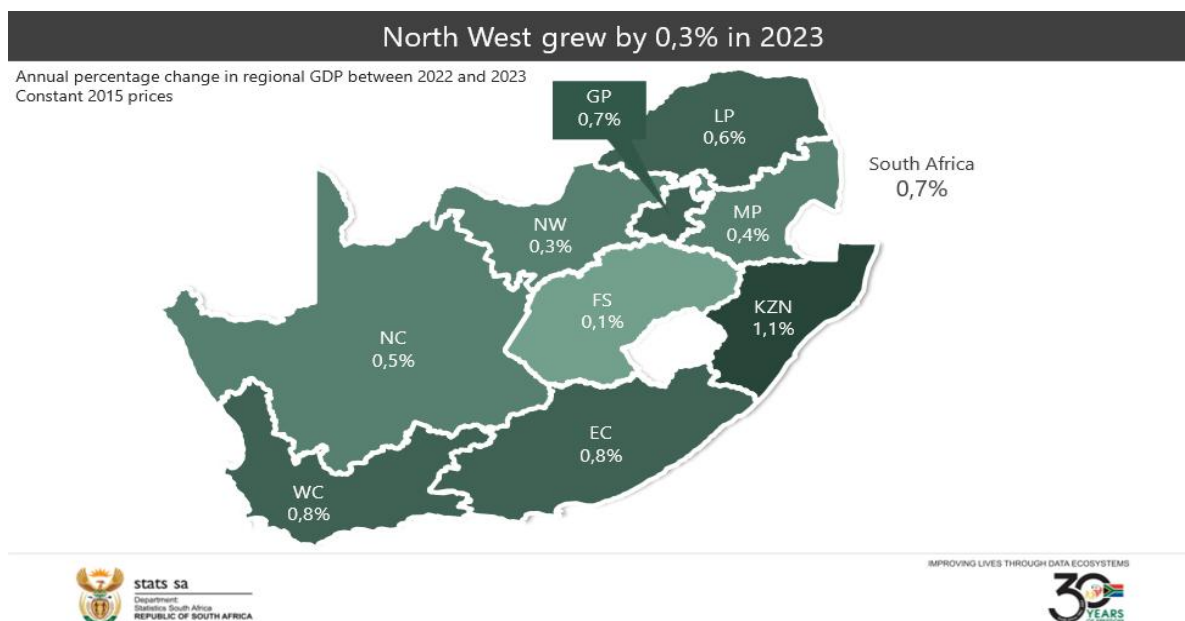 North West grew by 0,3% in 2023
Annual percentage change in regional GDP between 2022 and 2023
Constant 2015 prices
GP
0,7%
LP
0,6%
South Africa
0,7%
NW
0,3%
MP
0,4%
FS
0,1%
KZN
1,1%
NC
0,5%
EC
0,8%
WC
0,8%
IMPROVING LIVES THROUGH DATA ECOSYSTEMS
stats sa
Department:
Statistics South Africa
REPUBLIC OF SOUTH AFRICA
30
YEARS